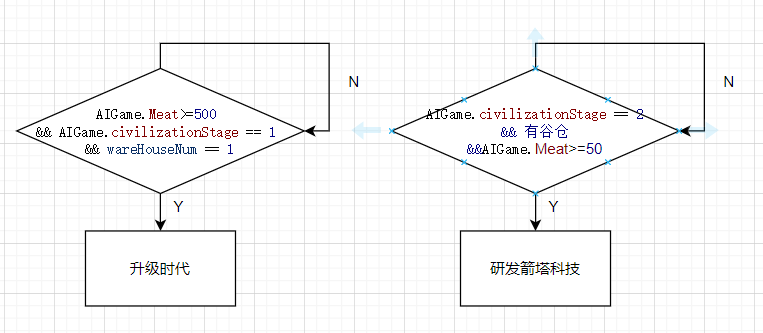 AIGame.Meat>=500
&& AIGame.civilizationStage == 1
&& wareHouseNum == 1
N
Y
升级时代
AIGame.civilizationStage == 2
&& 有谷仓
&&AIGame.Meat>=50
N
Y
研发箭塔科技